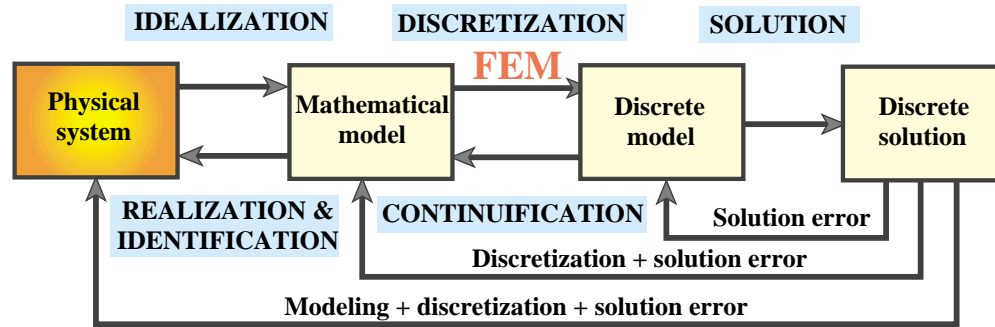 IDEALIZATION
DISCRETIZATION
SOLUTION
FEM
Physical
system
Mathematical
model
Discrete
model
Discrete
solution
REALIZATION &
IDENTIFICATION
CONTINUIFICATION
Solution error
Discretization + solution error
Modeling + discretization + solution error